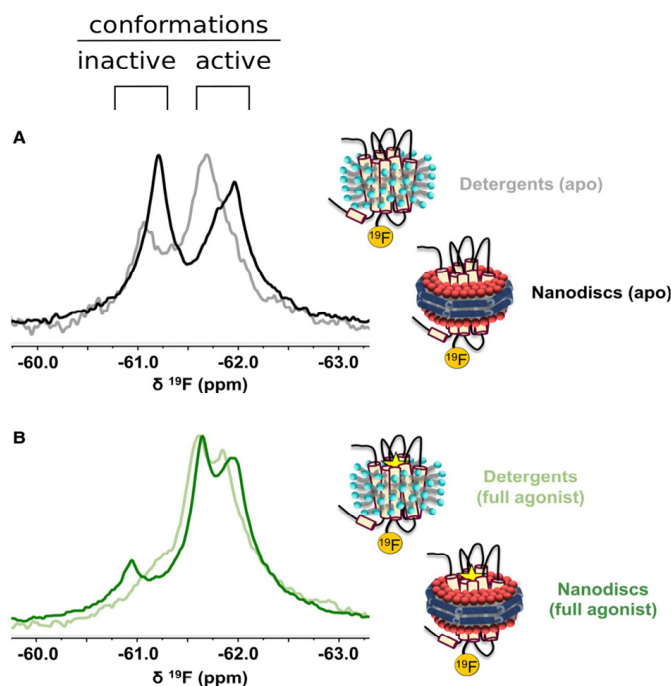 conformations
inactive active
A
Detergents (apo)
19F
Nanodiscs (apo)
19F
-60.0 -61.0 -62.0 -63.0
δ 19F (ppm)
B
Detergents
(full agonist)
19F
Nanodiscs
(full agonist)
19F
-60.0 -61.0 -62.0 -63.0
δ 19F (ppm)